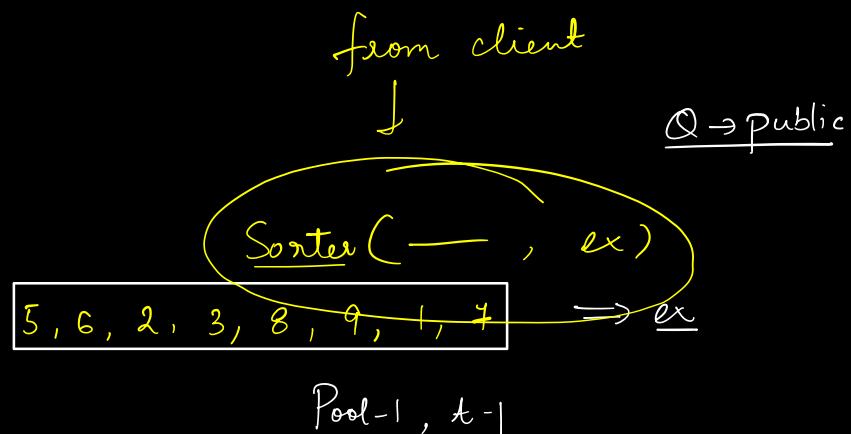 from client
Q → public
Sorter ( — , ex )
5, 6, 2, 3, 8, 9, 1, 7 ⇒ ex
Pool-1, t-1